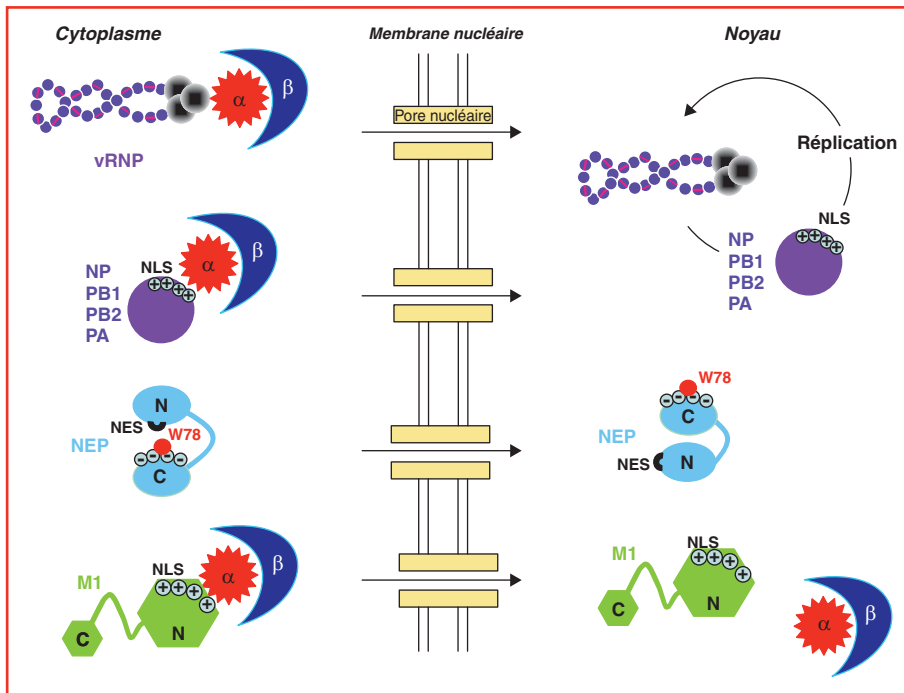 Cytoplasme
Membrane nucléaire
Noyau
α
β
Pore nucléaire
vRNP
Réplication
NLS
NP
PB1
PB2
PA
+ + + +
α
β
NLS
NP
PB1
PB2
PA
+ + + +
N
NES
W78
NEP
- - - -
C
W78
- - - -
C
NEP
NES
N
M1
NLS
+ + + +
α
β
C
N
M1
NLS
+ + + +
C
N
α
β